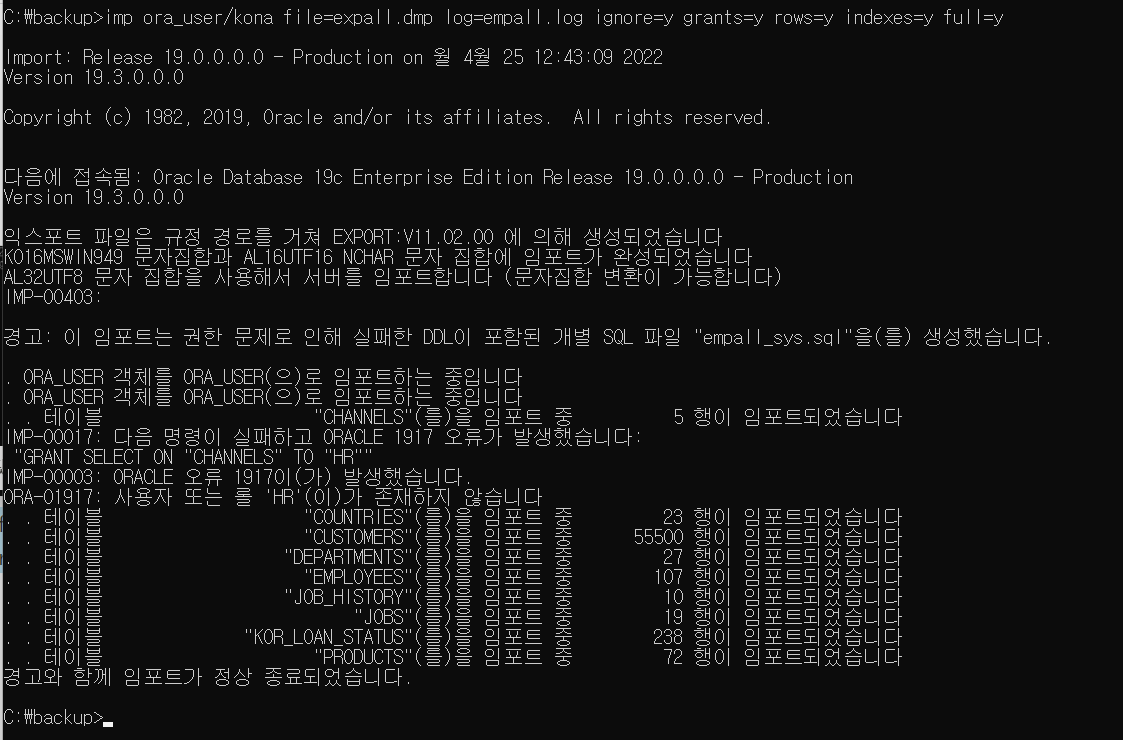 C:\backup>imp ora_user/kona file=expall.dmp log=empall.log ignore=y grants=y rows=y indexes=y full=y
Import: Release 19.0.0.0.0 - Production on 월 4월 25 12:43:09 2022
Version 19.3.0.0.0
Copyright (c) 1982, 2019, Oracle and/or its affiliates.  All rights reserved.
다음에 접속됨: Oracle Database 19c Enterprise Edition Release 19.0.0.0.0 - Production
Version 19.3.0.0.0
익스포트 파일은 규정 경로를 거쳐 EXPORT:V11.02.00 에 의해 생성되었습니다
KO16MSWIN949 문자집합과 AL16UTF16 NCHAR 문자 집합에 임포트가 완성되었습니다
AL32UTF8 문자 집합을 사용해서 서버를 임포트합니다 (문자집합 변환이 가능합니다)
IMP-00403:
경고: 이 임포트는 권한 문제로 인해 실패한 DDL이 포함된 개별 SQL 파일 "empall_sys.sql"을(를) 생성했습니다.
. ORA_USER 객체를 ORA_USER(으)로 임포트하는 중입니다
. ORA_USER 객체를 ORA_USER(으)로 임포트하는 중입니다
. . 테이블 "CHANNELS"(를)을 임포트 중 5 행이 임포트되었습니다
IMP-00017: 다음 명령이 실패하고 ORACLE 1917 오류가 발생했습니다:
"GRANT SELECT ON "CHANNELS" TO "HR""
IMP-00003: ORACLE 오류 1917이(가) 발생했습니다.
ORA-01917: 사용자 또는 롤 'HR'(이)가 존재하지 않습니다
. . 테이블 "COUNTRIES"(를)을 임포트 중 23 행이 임포트되었습니다
. . 테이블 "CUSTOMERS"(를)을 임포트 중 55500 행이 임포트되었습니다
. . 테이블 "DEPARTMENTS"(를)을 임포트 중 27 행이 임포트되었습니다
. . 테이블 "EMPLOYEES"(를)을 임포트 중 107 행이 임포트되었습니다
. . 테이블 "JOB_HISTORY"(를)을 임포트 중 10 행이 임포트되었습니다
. . 테이블 "JOBS"(를)을 임포트 중 19 행이 임포트되었습니다
. . 테이블 "KOR_LOAN_STATUS"(를)을 임포트 중 238 행이 임포트되었습니다
. . 테이블 "PRODUCTS"(를)을 임포트 중 72 행이 임포트되었습니다
경고와 함께 임포트가 정상 종료되었습니다.
C:\backup>